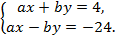 ax + by = 4,
ax − by = −24.